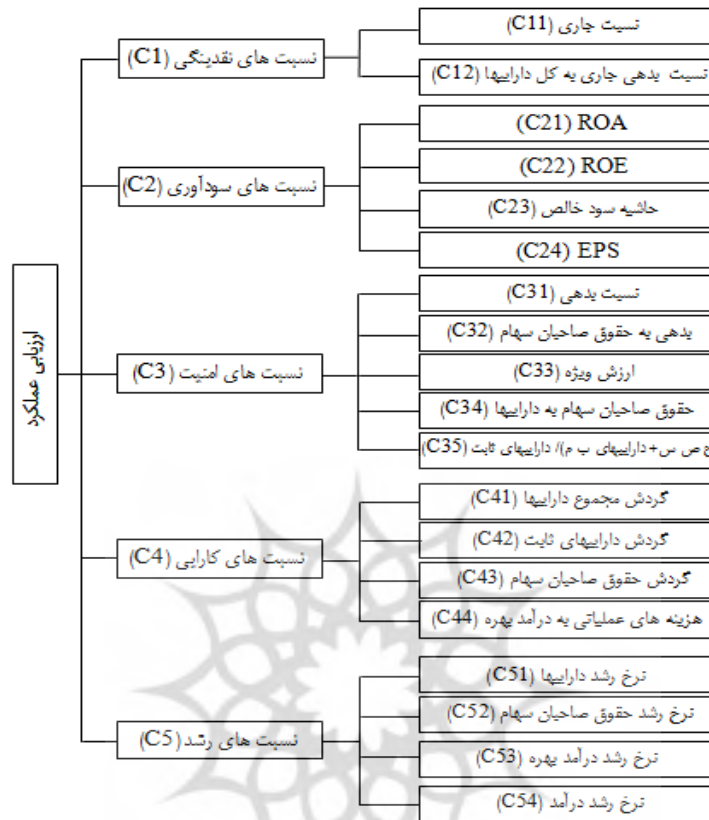 ارزیابی عملکرد
نسبت های نقدینگی (C1)
نسبت جاری (C11)
نسبت بدهی جاری به کل داراییها (C12)
نسبت های سودآوری (C2)
(C21) ROA
(C22) ROE
حاشیه سود خالص (C23)
(C24) EPS
نسبت های امنیت (C3)
نسبت بدهی (C31)
بدهی به حقوق صاحبان سهام (C32)
ارزش ویژه (C33)
حقوق صاحبان سهام به داراییها (C34)
ح ص س+ داراییهای ب م)/ داراییهای ثابت (C35)
نسبت های کارایی (C4)
گردش مجموع داراییها (C41)
گردش داراییهای ثابت (C42)
گردش حقوق صاحبان سهام (C43)
هزینه های عملیاتی به درآمد بهره (C44)
نسبت های رشد (C5)
نرخ رشد داراییها (C51)
نرخ رشد حقوق صاحبان سهام (C52)
نرخ رشد درآمد بهره (C53)
نرخ رشد درآمد (C54)